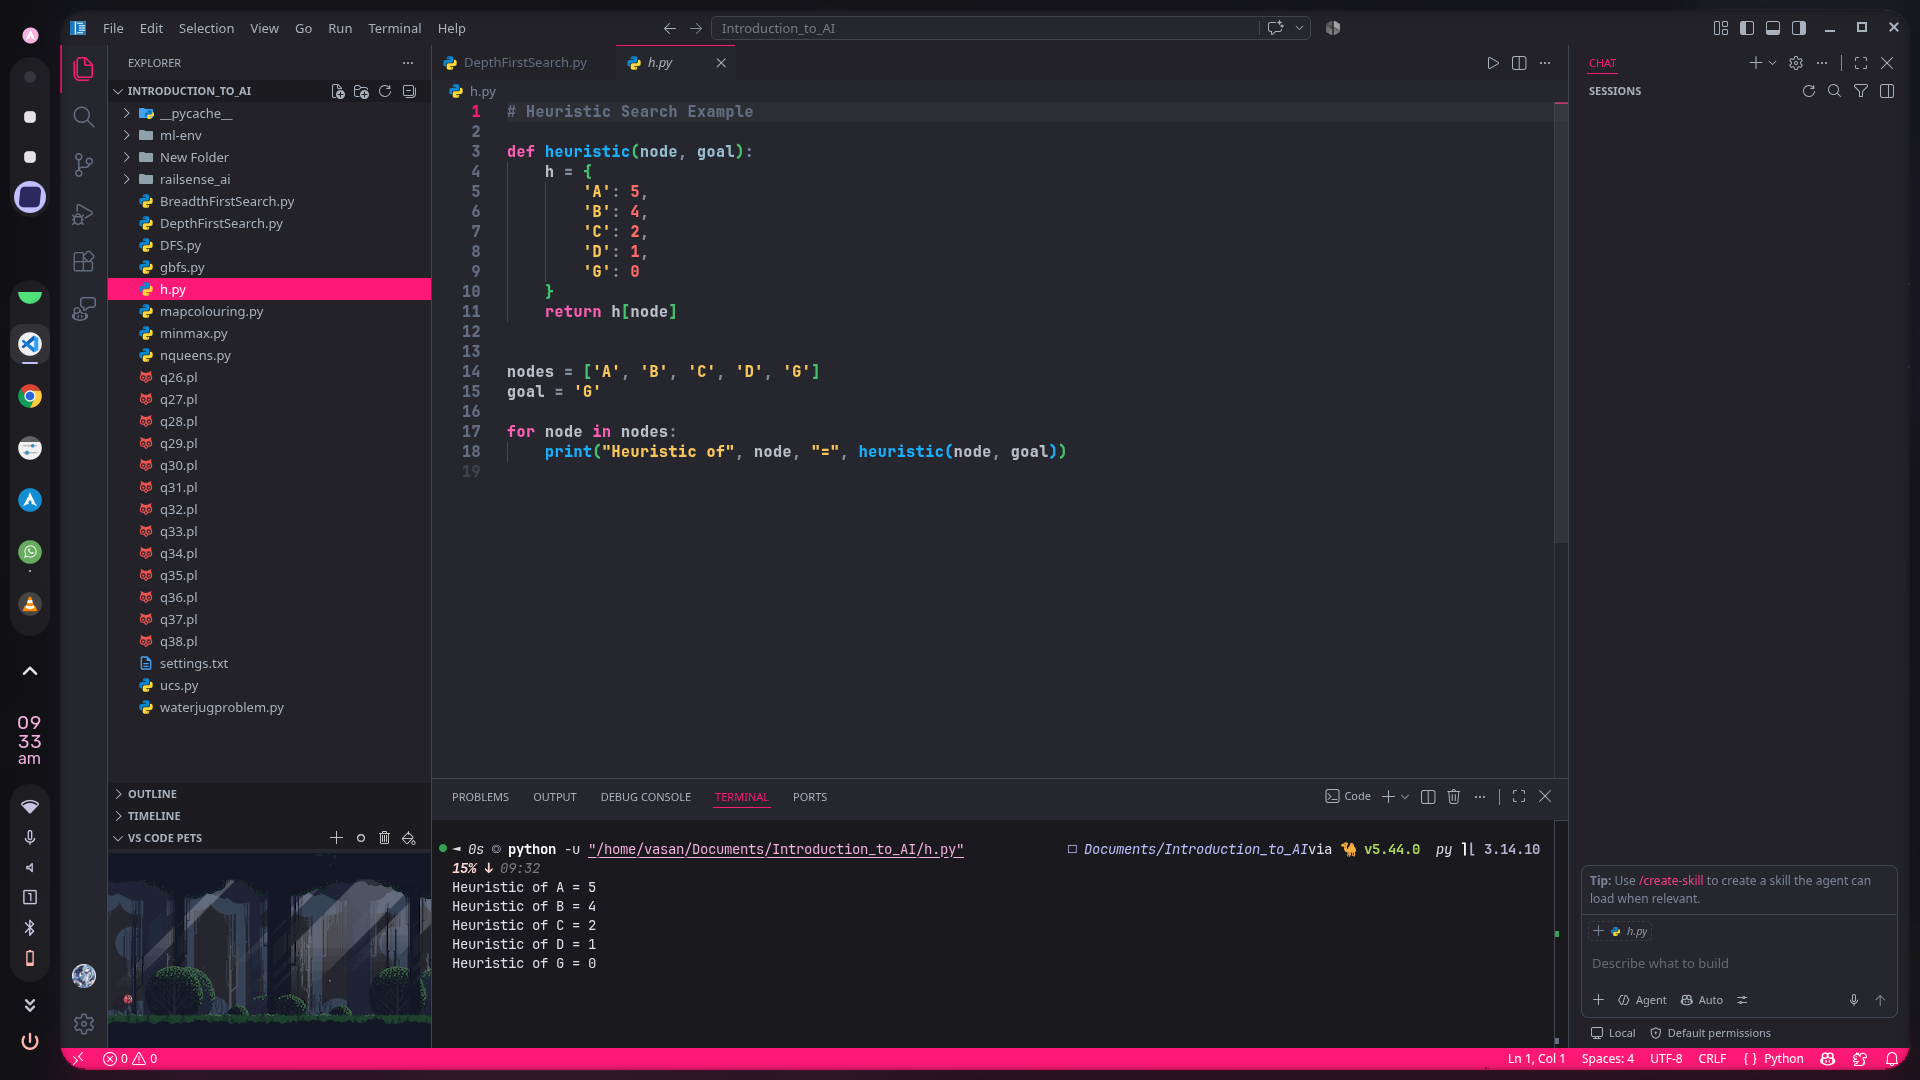 File Edit Selection View Go Run Terminal Help
Introduction_to_AI
EXPLORER
INTRODUCTION_TO_AI
__pycache__
ml-env
New Folder
railsense_ai
BreadthFirstSearch.py
DepthFirstSearch.py
DFS.py
gbfs.py
h.py
mapcolouring.py
minmax.py
nqueens.py
q26.pl
q27.pl
q28.pl
q29.pl
q30.pl
q31.pl
q32.pl
q33.pl
q34.pl
q35.pl
q36.pl
q37.pl
q38.pl
settings.txt
ucs.py
waterjugproblem.py
OUTLINE
TIMELINE
VS CODE PETS
09
33
am
1
DepthFirstSearch.py h.py
h.py
1 # Heuristic Search Example
2
3 def heuristic(node, goal):
4 h = {
5 'A': 5,
6 'B': 4,
7 'C': 2,
8 'D': 1,
9 'G': 0
10 }
11 return h[node]
12
13
14 nodes = ['A', 'B', 'C', 'D', 'G']
15 goal = 'G'
16
17 for node in nodes:
18 print("Heuristic of", node, "=", heuristic(node, goal))
19
PROBLEMS OUTPUT DEBUG CONSOLE TERMINAL PORTS
Code
0s python -u "/home/vasan/Documents/Introduction_to_AI/h.py" Documents/Introduction_to_AIvia 🐪 v5.44.0 py 3.14.10
15% ↓ 09:32
Heuristic of A = 5
Heuristic of B = 4
Heuristic of C = 2
Heuristic of D = 1
Heuristic of G = 0
CHAT
SESSIONS
Tip: Use /create-skill to create a skill the agent can
load when relevant.
h.py
Describe what to build
Agent Auto
Local Default permissions
0 0
Ln 1, Col 1 Spaces: 4 UTF-8 CRLF { } Python